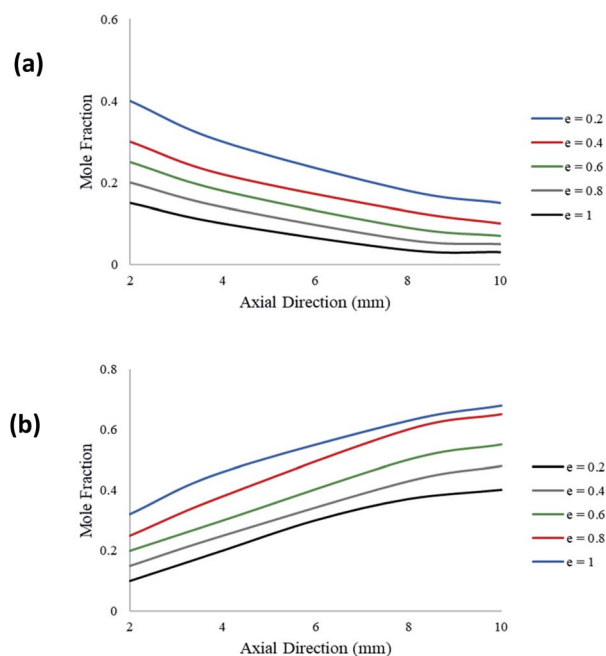 (a)
0.6
0.4
0.2
0
Mole Fraction
2 4 6 8 10
Axial Direction (mm)
e = 0.2
e = 0.4
e = 0.6
e = 0.8
e = 1
(b)
0.8
0.6
0.4
0.2
0
Mole Fraction
2 4 6 8 10
Axial Direction (mm)
e = 0.2
e = 0.4
e = 0.6
e = 0.8
e = 1